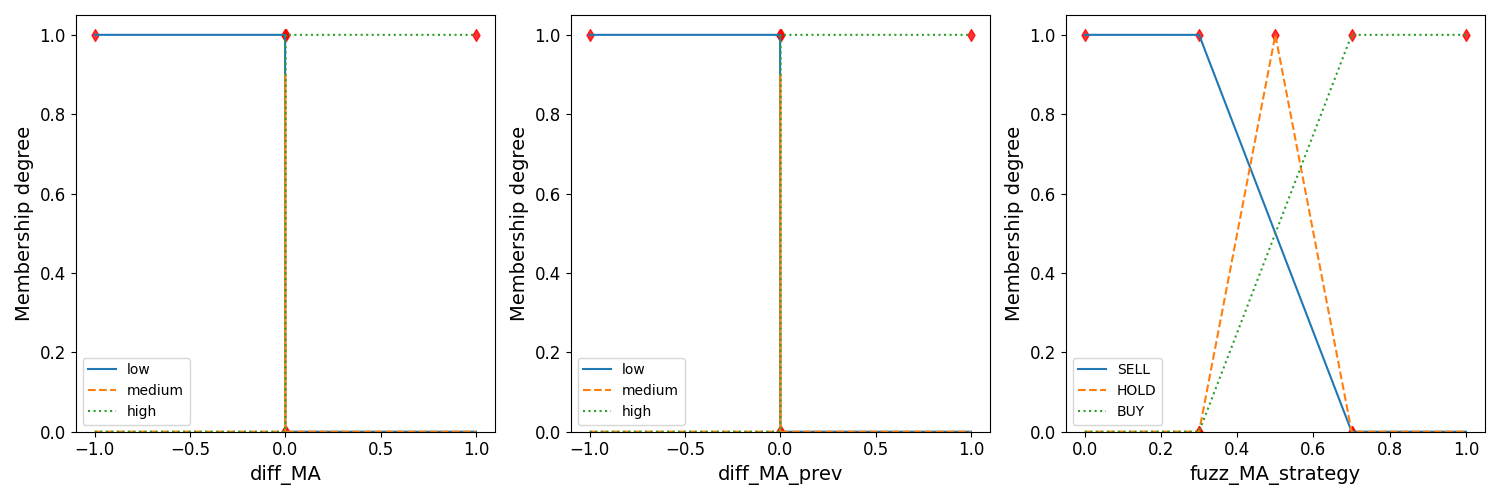 Membership degree
1.0
0.8
0.6
0.4
0.2
0.0
low
medium
high
−1.0 −0.5 0.0 0.5 1.0
diff_MA
Membership degree
1.0
0.8
0.6
0.4
0.2
0.0
low
medium
high
−1.0 −0.5 0.0 0.5 1.0
diff_MA_prev
Membership degree
1.0
0.8
0.6
0.4
0.2
0.0
SELL
HOLD
BUY
0.0 0.2 0.4 0.6 0.8 1.0
fuzz_MA_strategy